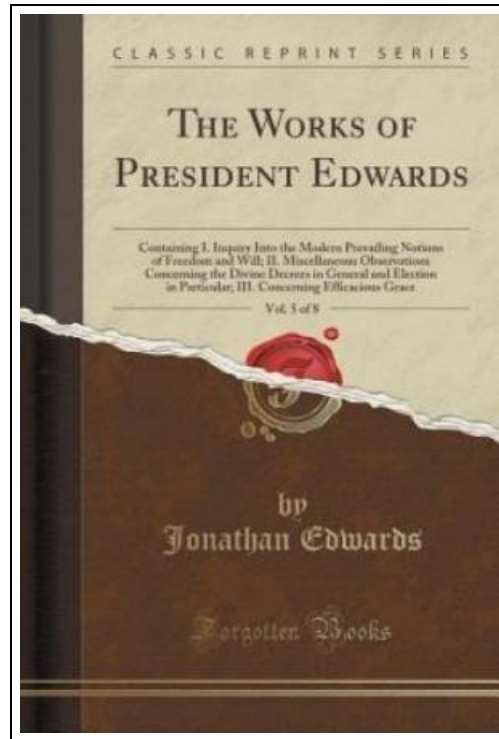 CLASSIC REPRINT SERIES
THE WORKS OF
PRESIDENT EDWARDS
Containing I. Inquiry Into the Modern Prevailing Notions
of Freedom and Will; II. Miscellaneous Observations
Concerning the Divine Decrees in General and Election
in Particular; III. Concerning Efficacious Grace
Vol. 5 of 8
by
Jonathan Edwards
Forgotten Books